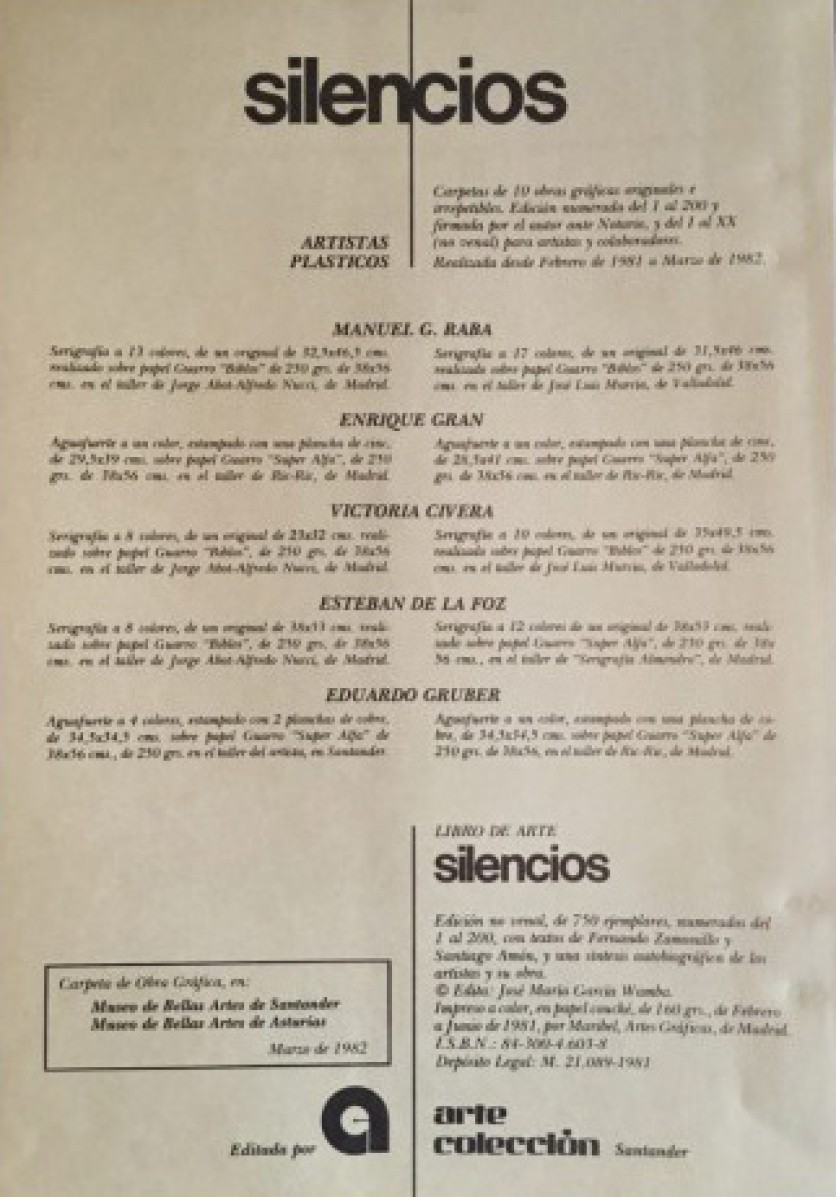 silencios
ARTISTAS
PLASTICOS
Carpetas de 10 obras gráficas originales e
irrepetibles. Edición numerada del 1 al 200 y
firmada por el autor ante Notario, y del I al XX
(no venal) para artistas y colaboradores.
Realizada desde Febrero de 1981 a Marzo de 1982.
MANUEL G. RABA
Serigrafía a 13 colores, de un original de 32,5x46,5 cms.
realizado sobre papel Guarro "Biblos" de 250 grs. de 38x56
cms. en el taller de Jorge Abot-Alfredo Nucci, de Madrid.
Serigrafía a 17 colores, de un original de 31,5x46 cms.
realizado sobre papel Guarro "Biblos" de 250 grs. de 38x56
cms. en el taller de José Luis Murcia, de Valladolid.
ENRIQUE GRAN
Aguafuerte a un color, estampado con una plancha de cinc,
de 29,5x39 cms. sobre papel Guarro "Super Alfa", de 250
grs. de 38x56 cms. en el taller de Ric-Ric, de Madrid.
Aguafuerte a un color, estampado con una plancha de cinc,
de 28,5x41 cms. sobre papel Guarro "Super Alfa", de 250
grs. de 38x56 cms. en el taller de Ric-Ric, de Madrid.
VICTORIA CIVERA
Serigrafía a 8 colores, de un original de 23x32 cms. reali-
zado sobre papel Guarro "Biblos", de 250 grs. de 38x56
cms. en el taller de Jorge Abot-Alfredo Nucci, de Madrid.
Serigrafía a 10 colores, de un original de 35x49,5 cms.
realizado sobre papel Guarro "Biblos" de 250 grs. de 38x56
cms. en el taller de José Luis Murcia, de Valladolid.
ESTEBAN DE LA FOZ
Serigrafía a 8 colores, de un original de 38x53 cms. reali-
zado sobre papel Guarro "Biblos", de 250 grs. de 38x56
cms. en el taller de Jorge Abot-Alfredo Nucci, de Madrid.
Serigrafía a 12 colores de un original de 38x53 cms. reali-
zado sobre papel Guarro "Super Alfa", de 250 grs. de 38x
56 cms., en el taller de "Serigrafía Almendro", de Madrid.
EDUARDO GRUBER
Aguafuerte a 4 colores, estampado con 2 planchas de cobre,
de 34,5x34,5 cms. sobre papel Guarro "Super Alfa" de
38x56 cms., de 250 grs. en el taller del artista, en Santander.
Aguafuerte a un color, estampado con una plancha de co-
bre, de 34,5x34,5 cms. sobre papel Guarro "Super Alfa" de
250 grs. de 38x56, en el taller de Ric-Ric, de Madrid.
LIBRO DE ARTE
silencios
Edición no venal, de 750 ejemplares, numerados del
1 al 200, con textos de Fernando Zamanillo y
Santiago Amón, y una síntesis autobiográfica de los
artistas y su obra.
© Edita: José María García Wamba.
Impreso a color, en papel couché, de 160 grs., de Febrero
a Junio de 1981, por Maribel, Artes Gráficas, de Madrid.
I.S.B.N.: 84-300-4.603-8
Depósito Legal: M. 21.089-1981
Carpeta de Obra Gráfica, en:
Museo de Bellas Artes de Santander
Museo de Bellas Artes de Asturias
Marzo de 1982
Editada por a
arte
colección Santander